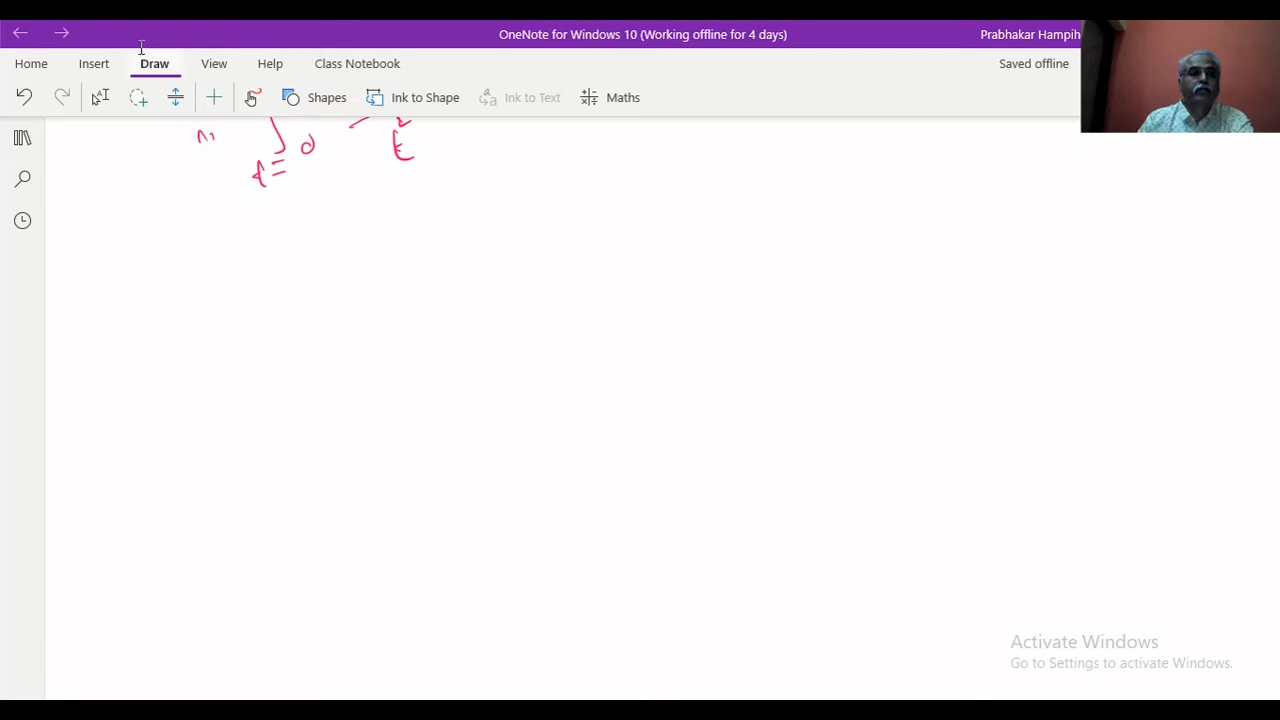 OneNote for Windows 10 (Working offline for 4 days)
Prabhakar Hampih
Home Insert Draw View Help Class Notebook
Saved offline
Shapes Ink to Shape Ink to Text Maths
Activate Windows
Go to Settings to activate Windows.